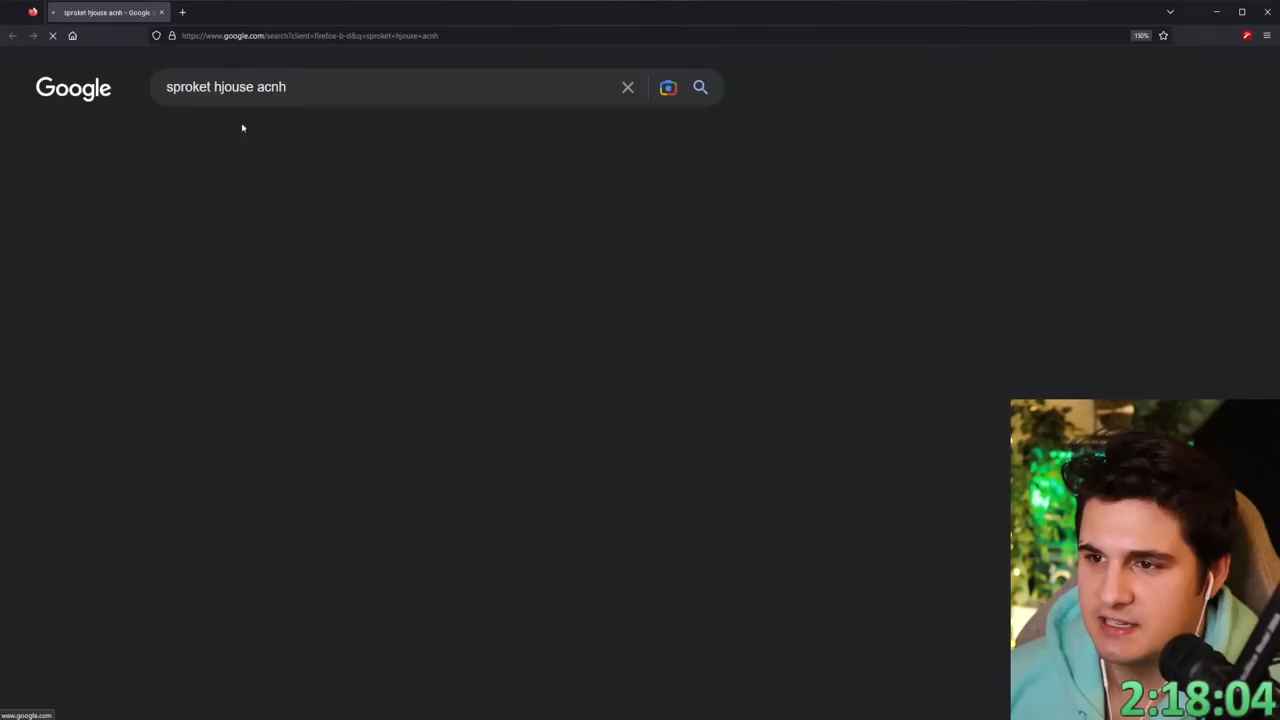 sproket hjouse acnh - Google
https://www.google.com/search?client=firefox-b-d&q=sproket+hjouse+acnh
150%
Google
sproket hjouse acnh
2:18:04
www.google.com